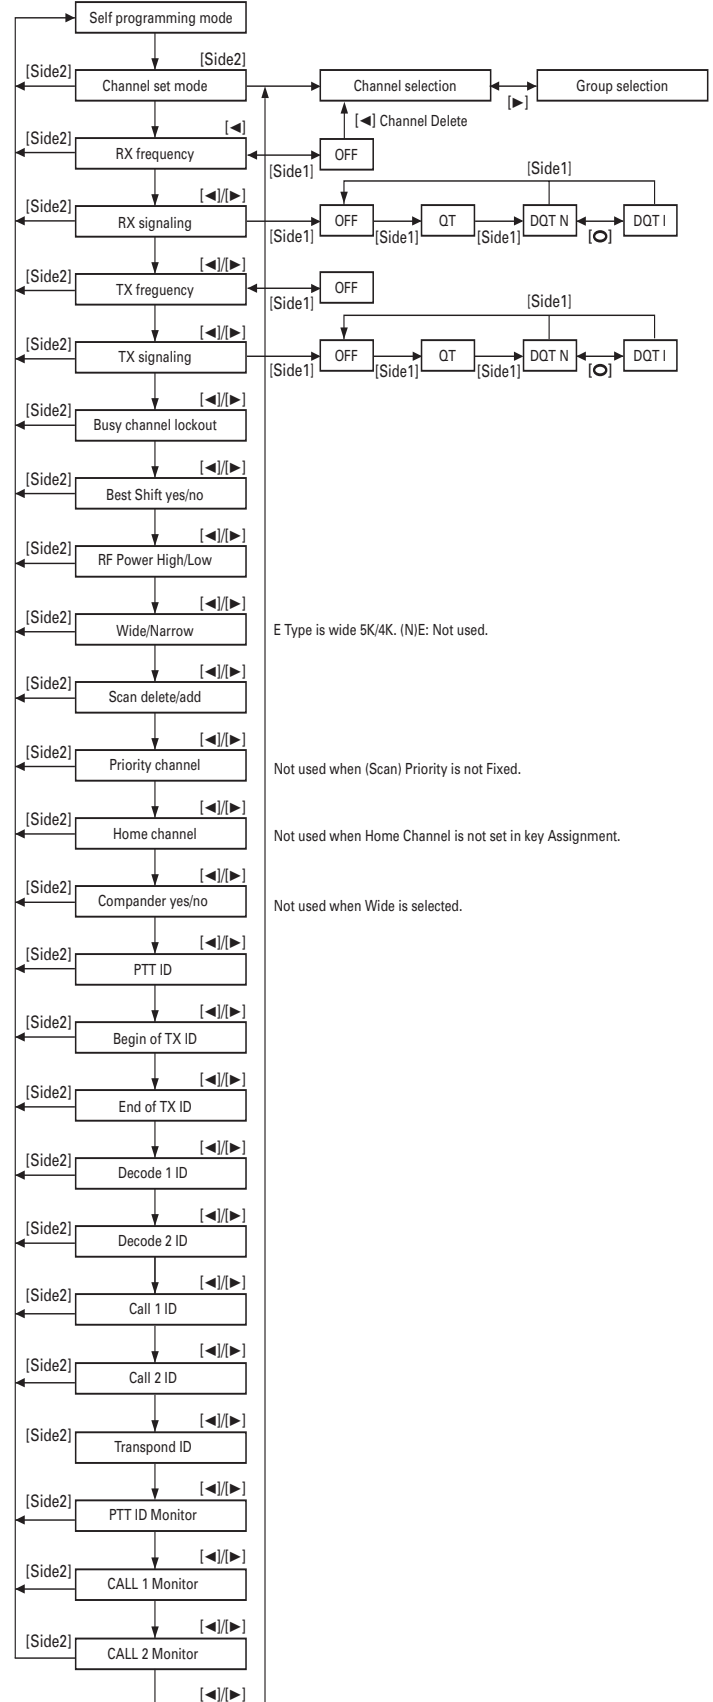 Self programming mode
[Side2]
[Side2] Channel set mode Channel selection Group selection
[►]
[◄] Channel Delete
[◄]
[Side2] RX frequency OFF
[Side1]
[Side1]
[◄]/[►]
[Side2] RX signaling OFF QT DQT N DQT I
[Side1] [Side1] [Side1] [O]
[◄]/[►]
[Side2] TX freguency OFF
[Side1] [Side1]
[◄]/[►]
[Side2] TX signaling OFF QT DQT N DQT I
[Side1] [Side1] [Side1] [O]
[◄]/[►]
[Side2] Busy channel lockout
[◄]/[►]
[Side2] Best Shift yes/no
[◄]/[►]
[Side2] RF Power High/Low
[◄]/[►]
[Side2] Wide/Narrow E Type is wide 5K/4K. (N)E: Not used.
[◄]/[►]
[Side2] Scan delete/add
[◄]/[►]
[Side2] Priority channel Not used when (Scan) Priority is not Fixed.
[◄]/[►]
[Side2] Home channel Not used when Home Channel is not set in key Assignment.
[◄]/[►]
[Side2] Compander yes/no Not used when Wide is selected.
[◄]/[►]
[Side2] PTT ID
[◄]/[►]
[Side2] Begin of TX ID
[◄]/[►]
[Side2] End of TX ID
[◄]/[►]
[Side2] Decode 1 ID
[◄]/[►]
[Side2] Decode 2 ID
[◄]/[►]
[Side2] Call 1 ID
[◄]/[►]
[Side2] Call 2 ID
[◄]/[►]
[Side2] Transpond ID
[◄]/[►]
[Side2] PTT ID Monitor
[◄]/[►]
[Side2] CALL 1 Monitor
[◄]/[►]
[Side2] CALL 2 Monitor
[◄]/[►]